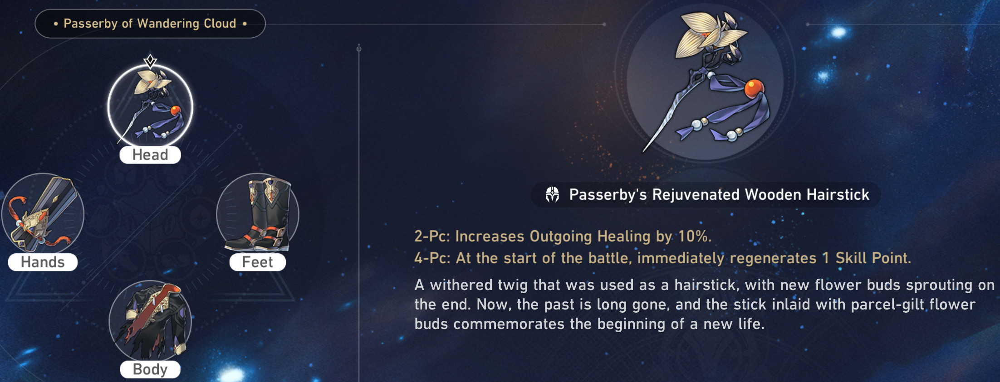 • Passerby of Wandering Cloud •
Head
Hands
Feet
Body
Passerby's Rejuvenated Wooden Hairstick
2-Pc: Increases Outgoing Healing by 10%.
4-Pc: At the start of the battle, immediately regenerates 1 Skill Point.
A withered twig that was used as a hairstick, with new flower buds sprouting on
the end. Now, the past is long gone, and the stick inlaid with parcel-gilt flower
buds commemorates the beginning of a new life.